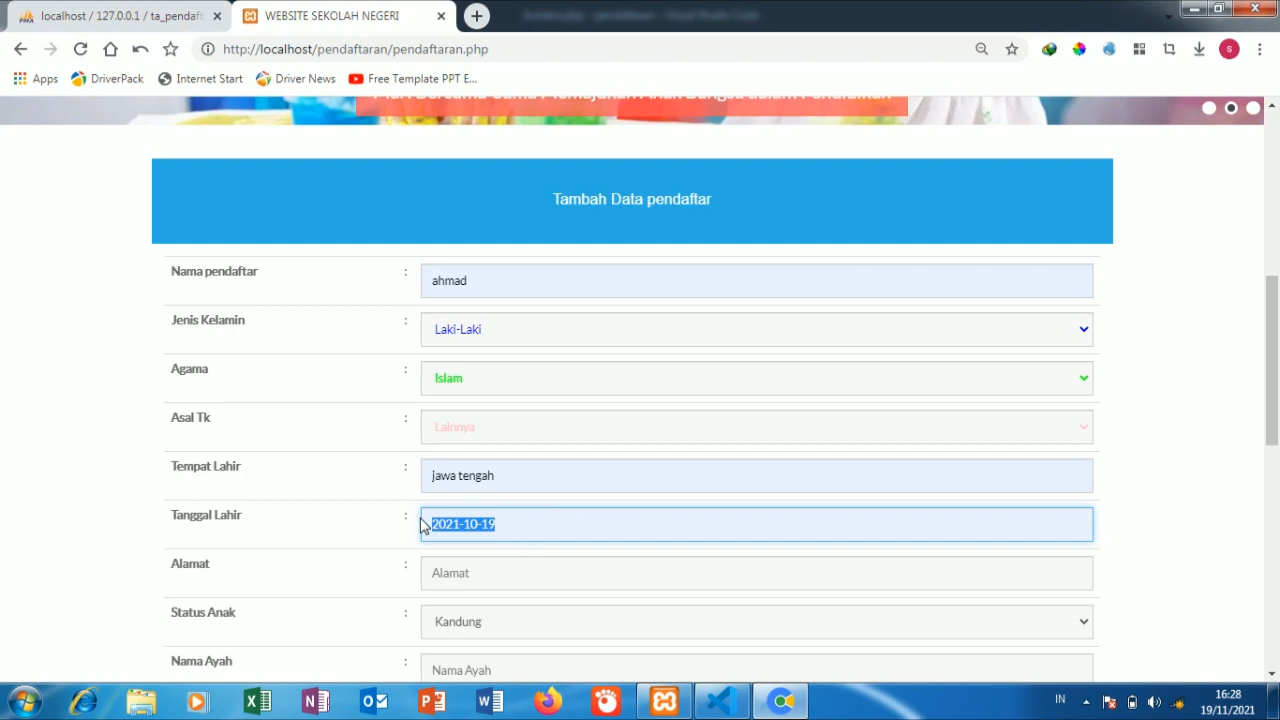 localhost / 127.0.0.1 / ta_pendaft
WEBSITE SEKOLAH NEGERI
http://localhost/pendaftaran/pendaftaran.php
s
Apps
DriverPack
Internet Start
Driver News
Free Template PPT E...
Tambah Data pendaftar
Nama pendaftar : ahmad
Jenis Kelamin : Laki-Laki
Agama : Islam
Asal Tk : Lainnya
Tempat Lahir : jawa tengah
Tanggal Lahir : 2021-10-19
Alamat : Alamat
Status Anak : Kandung
Nama Ayah : Nama Ayah
IN
16:28
19/11/2021